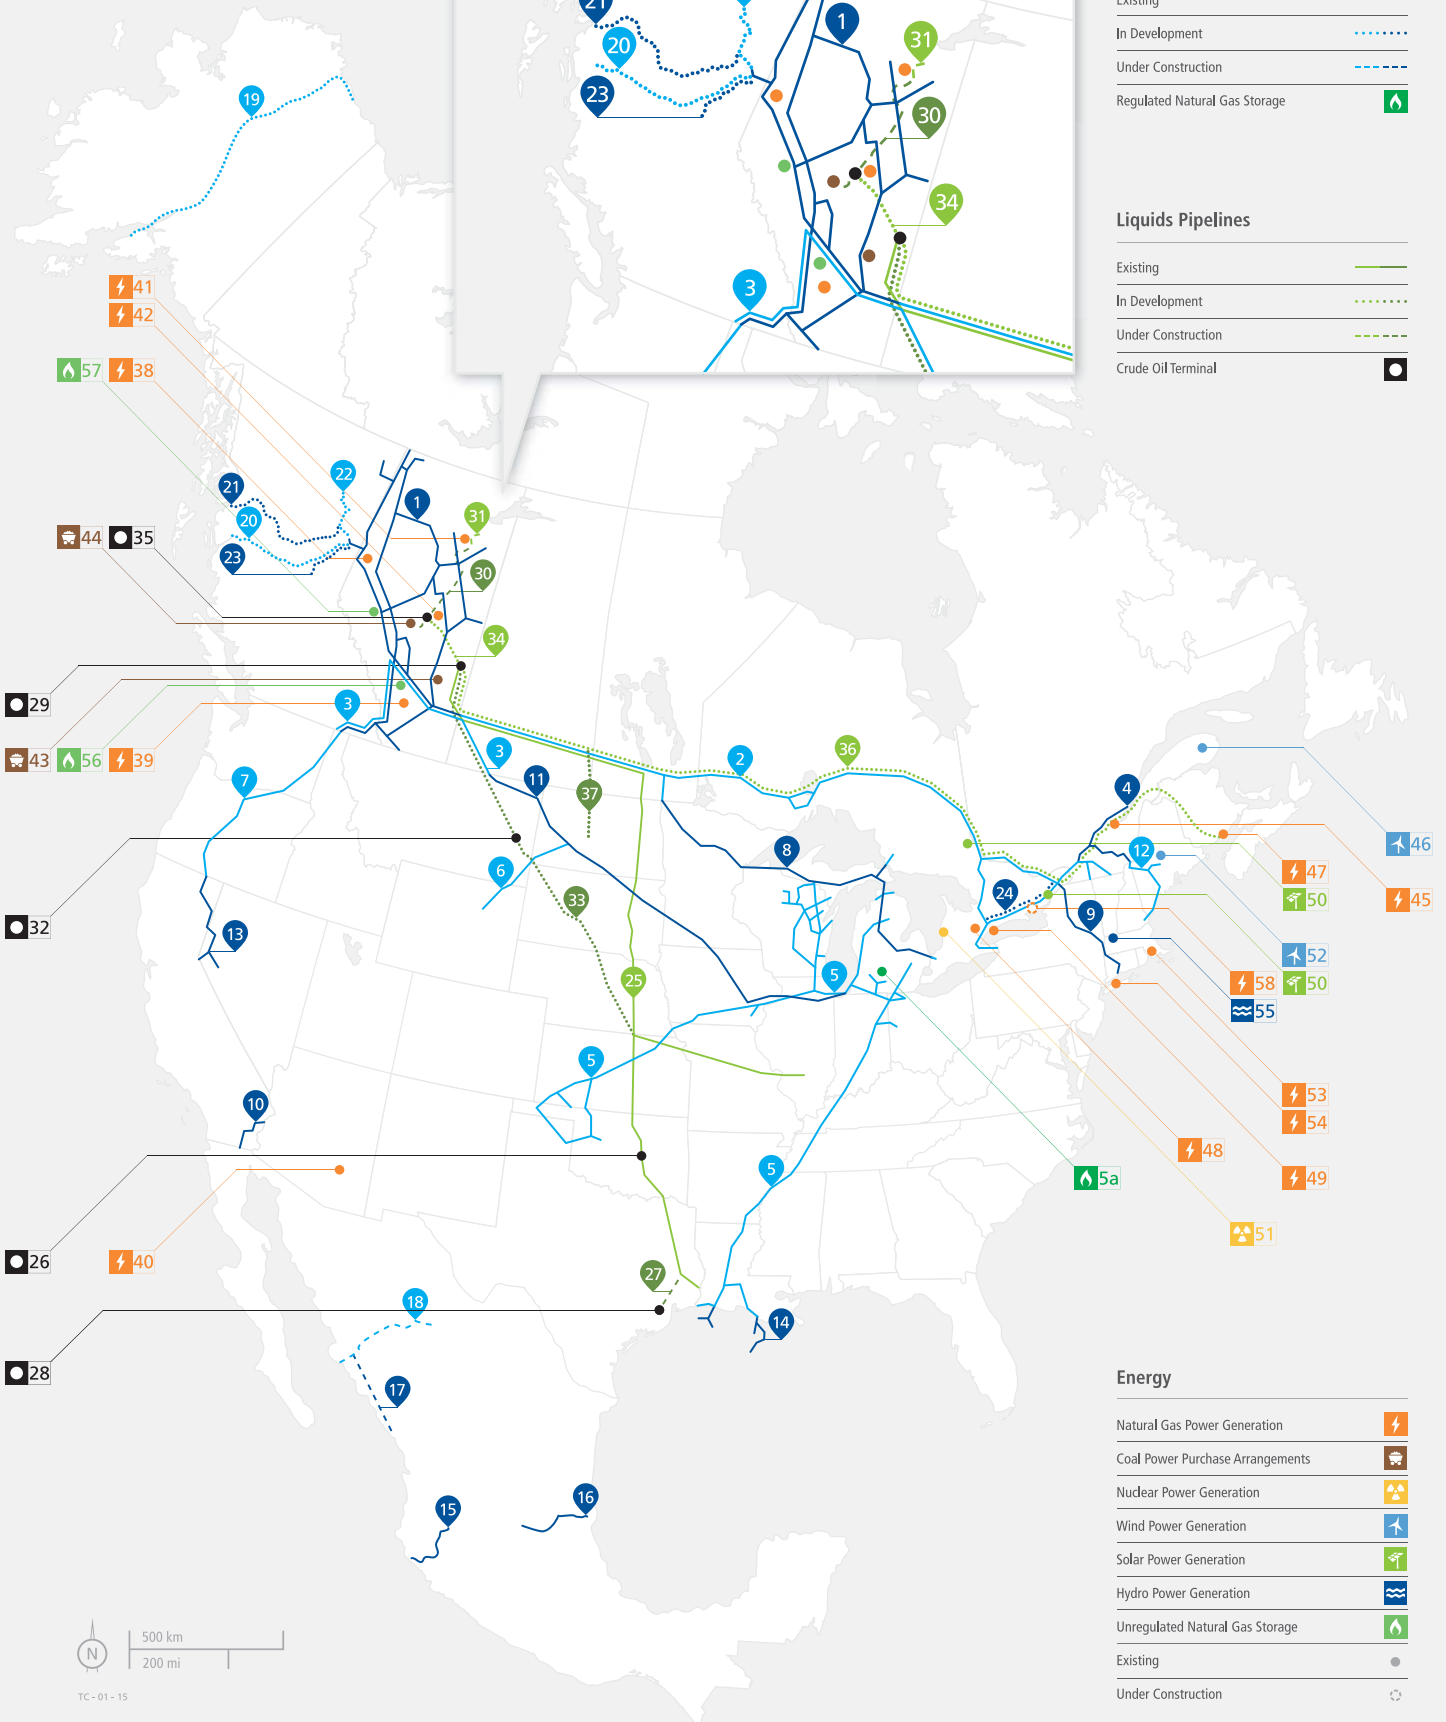 Existing
In Development
Under Construction
Regulated Natural Gas Storage
Liquids Pipelines
Existing
In Development
Under Construction
Crude Oil Terminal
21
20
23
1
31
30
34
3
19
41
42
57
38
44
35
29
43
56
39
32
26
40
28
21
20
23
22
1
31
30
34
3
3
7
11
37
2
36
6
33
13
25
8
5
5
5
10
4
12
24
9
46
47
50
45
52
58
50
55
53
54
48
49
5a
51
27
14
18
17
15
16
Energy
Natural Gas Power Generation
Coal Power Purchase Arrangements
Nuclear Power Generation
Wind Power Generation
Solar Power Generation
Hydro Power Generation
Unregulated Natural Gas Storage
Existing
Under Construction
N
500 km
200 mi
TC - 01 - 15